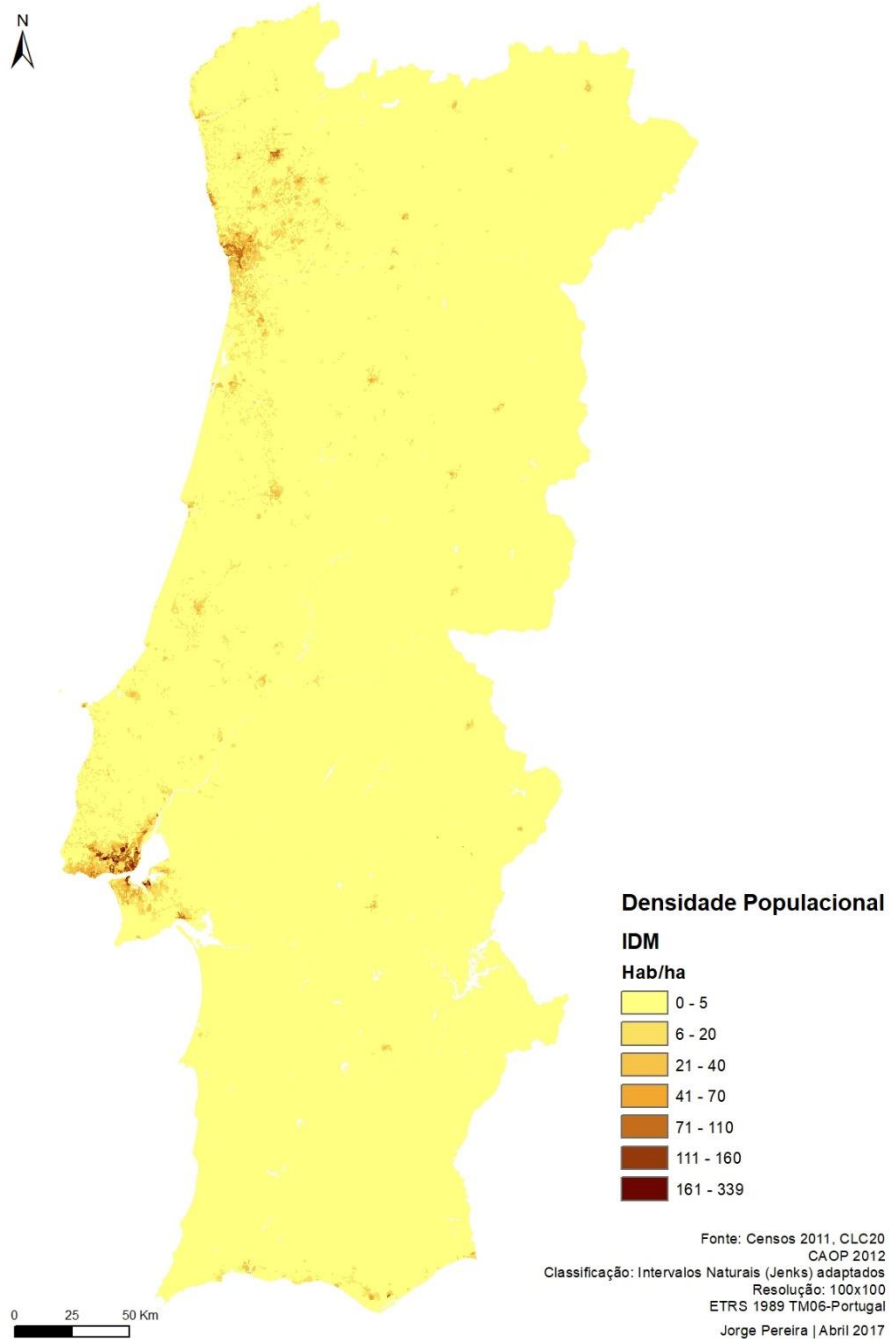 N
Densidade Populacional
IDM
Hab/ha
0 - 5
6 - 20
21 - 40
41 - 70
71 - 110
111 - 160
161 - 339
Fonte: Censos 2011, CLC20
CAOP 2012
Classificação: Intervalos Naturais (Jenks) adaptados
Resolução: 100x100
ETRS 1989 TM06-Portugal
Jorge Pereira | Abril 2017
0 25 50 Km